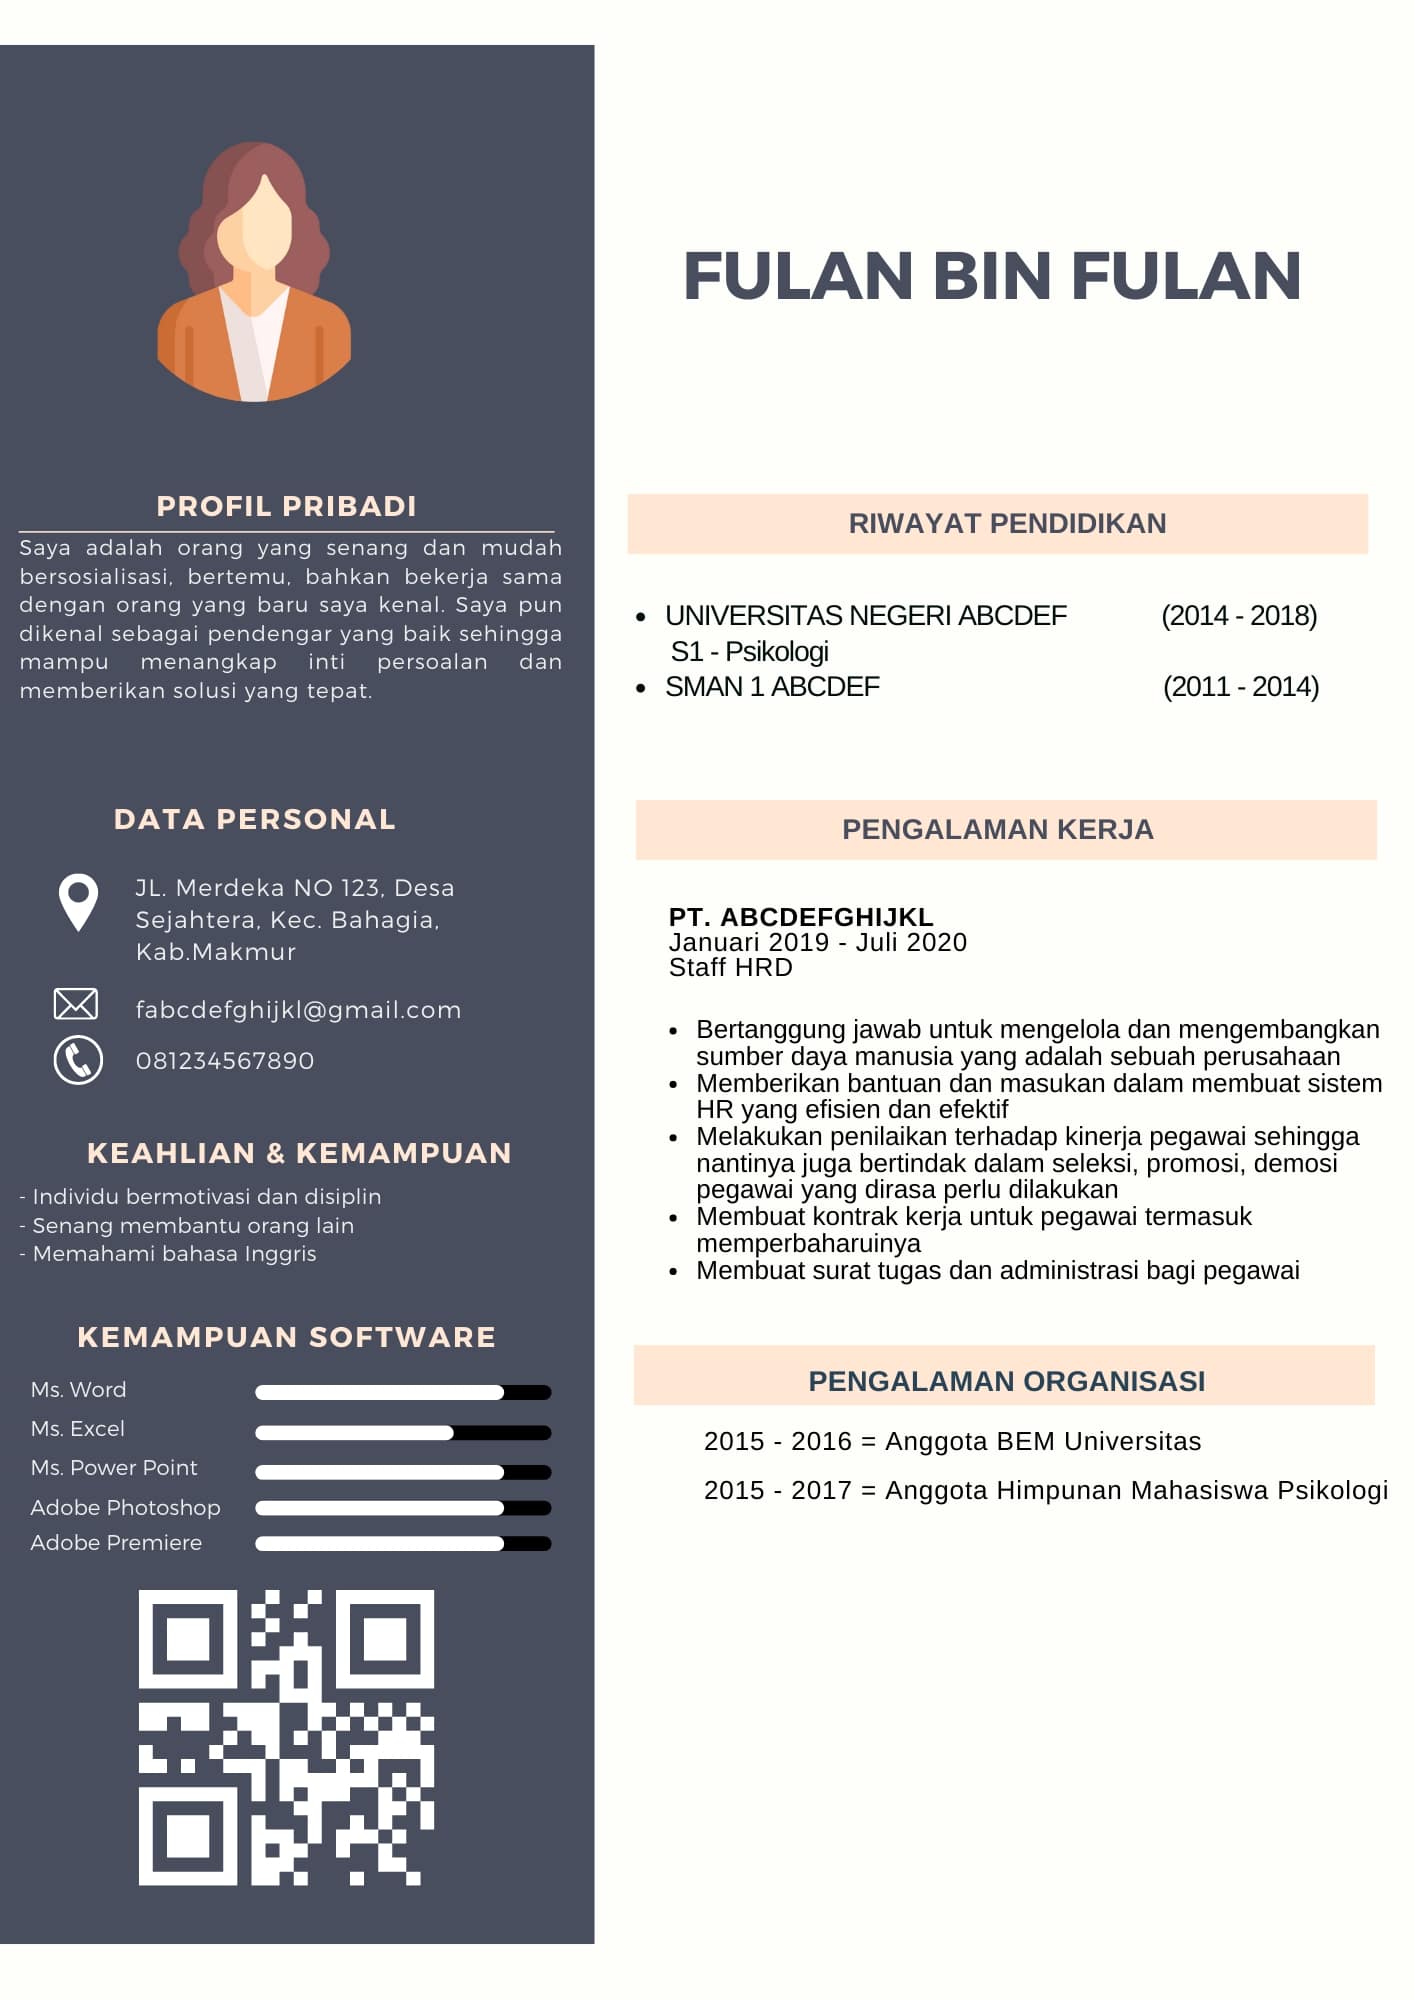 FULAN BIN FULAN
PROFIL PRIBADI
Saya adalah orang yang senang dan mudah
bersosialisasi, bertemu, bahkan bekerja sama
dengan orang yang baru saya kenal. Saya pun
dikenal sebagai pendengar yang baik sehingga
mampu menangkap inti persoalan dan
memberikan solusi yang tepat.
DATA PERSONAL
JL. Merdeka NO 123, Desa
Sejahtera, Kec. Bahagia,
Kab.Makmur
fabcdefghijkl@gmail.com
081234567890
KEAHLIAN & KEMAMPUAN
- Individu bermotivasi dan disiplin
- Senang membantu orang lain
- Memahami bahasa Inggris
KEMAMPUAN SOFTWARE
Ms. Word
Ms. Excel
Ms. Power Point
Adobe Photoshop
Adobe Premiere
RIWAYAT PENDIDIKAN
• UNIVERSITAS NEGERI ABCDEF (2014 - 2018)
S1 - Psikologi
• SMAN 1 ABCDEF (2011 - 2014)
PENGALAMAN KERJA
PT. ABCDEFGHIJKL
Januari 2019 - Juli 2020
Staff HRD
• Bertanggung jawab untuk mengelola dan mengembangkan
sumber daya manusia yang adalah sebuah perusahaan
• Memberikan bantuan dan masukan dalam membuat sistem
HR yang efisien dan efektif
• Melakukan penilaikan terhadap kinerja pegawai sehingga
nantinya juga bertindak dalam seleksi, promosi, demosi
pegawai yang dirasa perlu dilakukan
• Membuat kontrak kerja untuk pegawai termasuk
memperbaharuinya
• Membuat surat tugas dan administrasi bagi pegawai
PENGALAMAN ORGANISASI
2015 - 2016 = Anggota BEM Universitas
2015 - 2017 = Anggota Himpunan Mahasiswa Psikologi